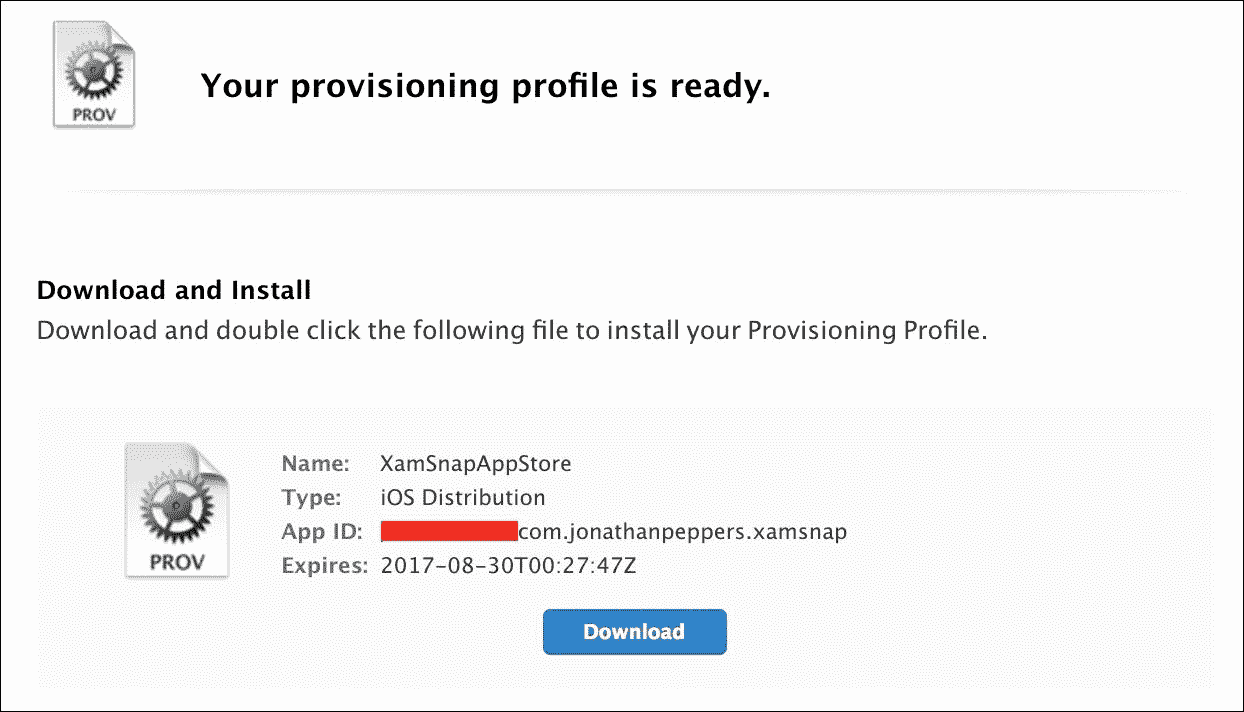 PROV
Your provisioning profile is ready.
Download and Install
Download and double click the following file to install your Provisioning Profile.
PROV
Name: XamSnapAppStore
Type: iOS Distribution
App ID: com.jonathanpeppers.xamsnap
Expires: 2017-08-30T00:27:47Z
Download